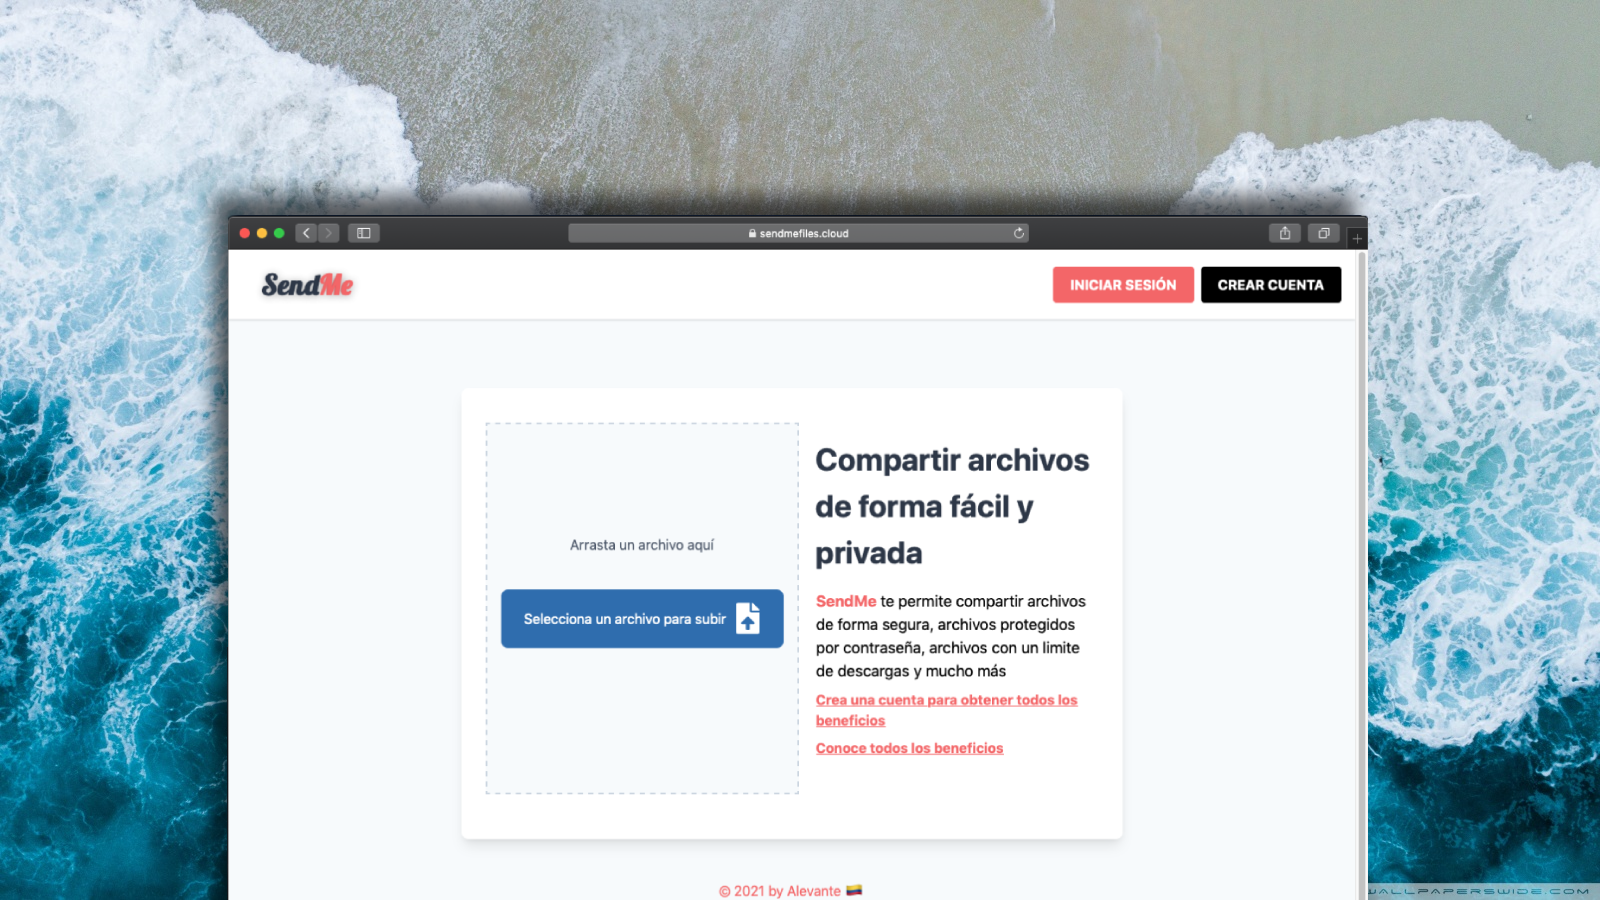 sendmefiles.cloud
SendMe
INICIAR SESIÓN
CREAR CUENTA
Arrasta un archivo aquí
Selecciona un archivo para subir
Compartir archivos
de forma fácil y
privada
SendMe te permite compartir archivos
de forma segura, archivos protegidos
por contraseña, archivos con un limite
de descargas y mucho más
Crea una cuenta para obtener todos los
beneficios
Conoce todos los beneficios
© 2021 by Alevante 🇨🇴
WALLPAPERSWIDE.COM